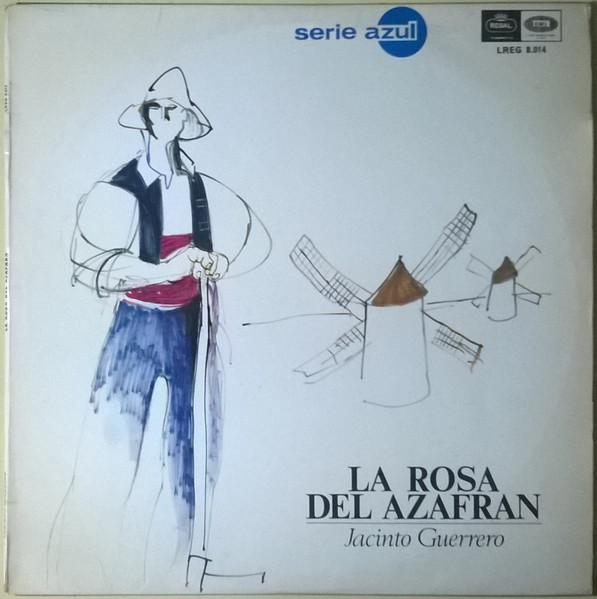 serie azul
REGAL
EMI
LREG 8.014
LA ROSA
DEL AZAFRAN
Jacinto Guerrero